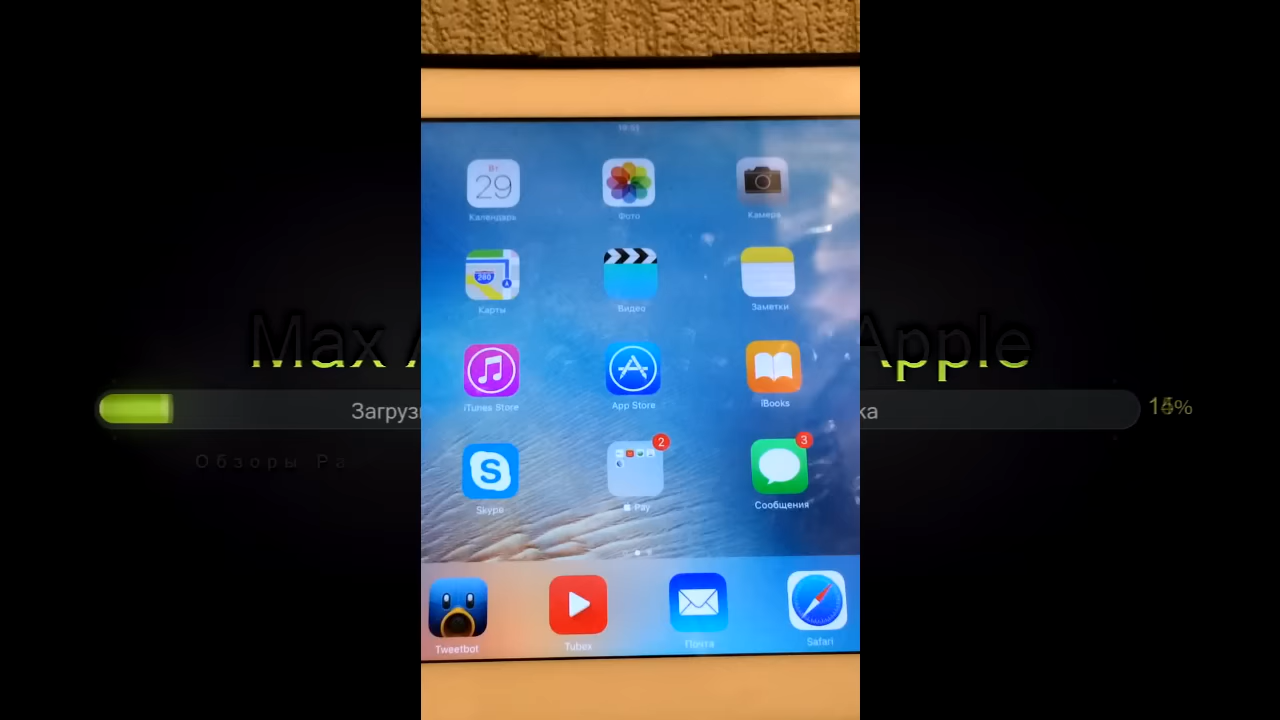 Вт
29
Календарь
Фото
Камера
280
Карты
Видео
Заметки
Max
Apple
iTunes Store
App Store
iBooks
Загруз
ка
2
3
S
Skype
Pay
Сообщения
Обзоры Ра
Tweetbot
Tubex
Почта
Safari